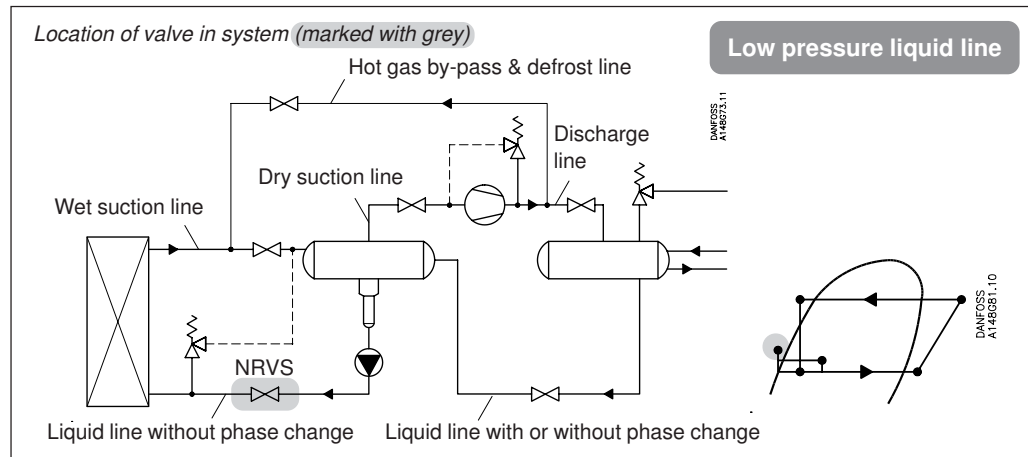 Location of valve in system (marked with grey)
Low pressure liquid line
Hot gas by-pass & defrost line
DANFOSS
A148G73.11
Discharge
line
Dry suction line
Wet suction line
DANFOSS
A148G81.10
NRVS
Liquid line without phase change
Liquid line with or without phase change